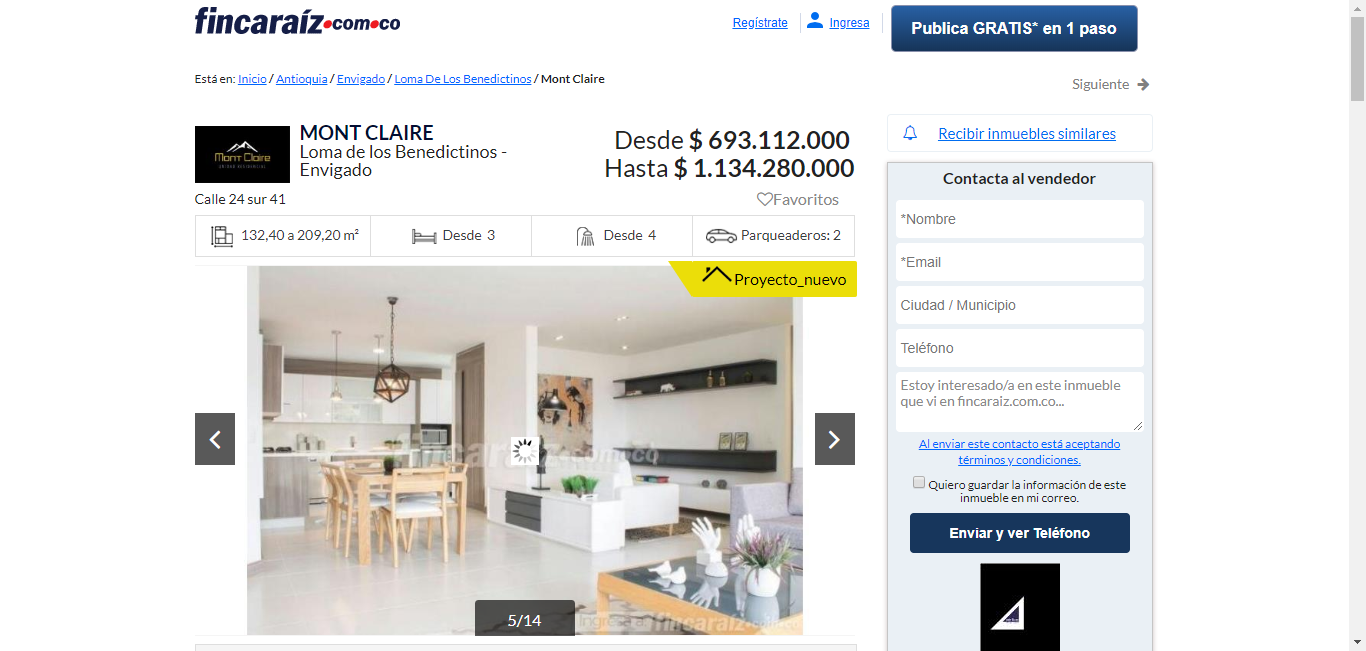 fincaraíz.com.co
Regístrate
Ingresa
Publica GRATIS* en 1 paso
Está en: Inicio / Antioquia / Envigado / Loma De Los Benedictinos / Mont Claire
Siguiente
Mont Claire
MONT CLAIRE
Loma de los Benedictinos -
Envigado
Desde $ 693.112.000
Hasta $ 1.134.280.000
Calle 24 sur 41
Favoritos
132,40 a 209,20 m²
Desde 3
Desde 4
Parqueaderos: 2
Proyecto_nuevo
fincaraíz.com.co
5/14
Ingresa a: fincaraíz.com.co
Recibir inmuebles similares
Contacta al vendedor
*Nombre
*Email
Ciudad / Municipio
Teléfono
Estoy interesado/a en este inmueble
que vi en fincaraiz.com.co...
Al enviar este contacto está aceptando
términos y condiciones.
Quiero guardar la información de este
inmueble en mi correo.
Enviar y ver Teléfono